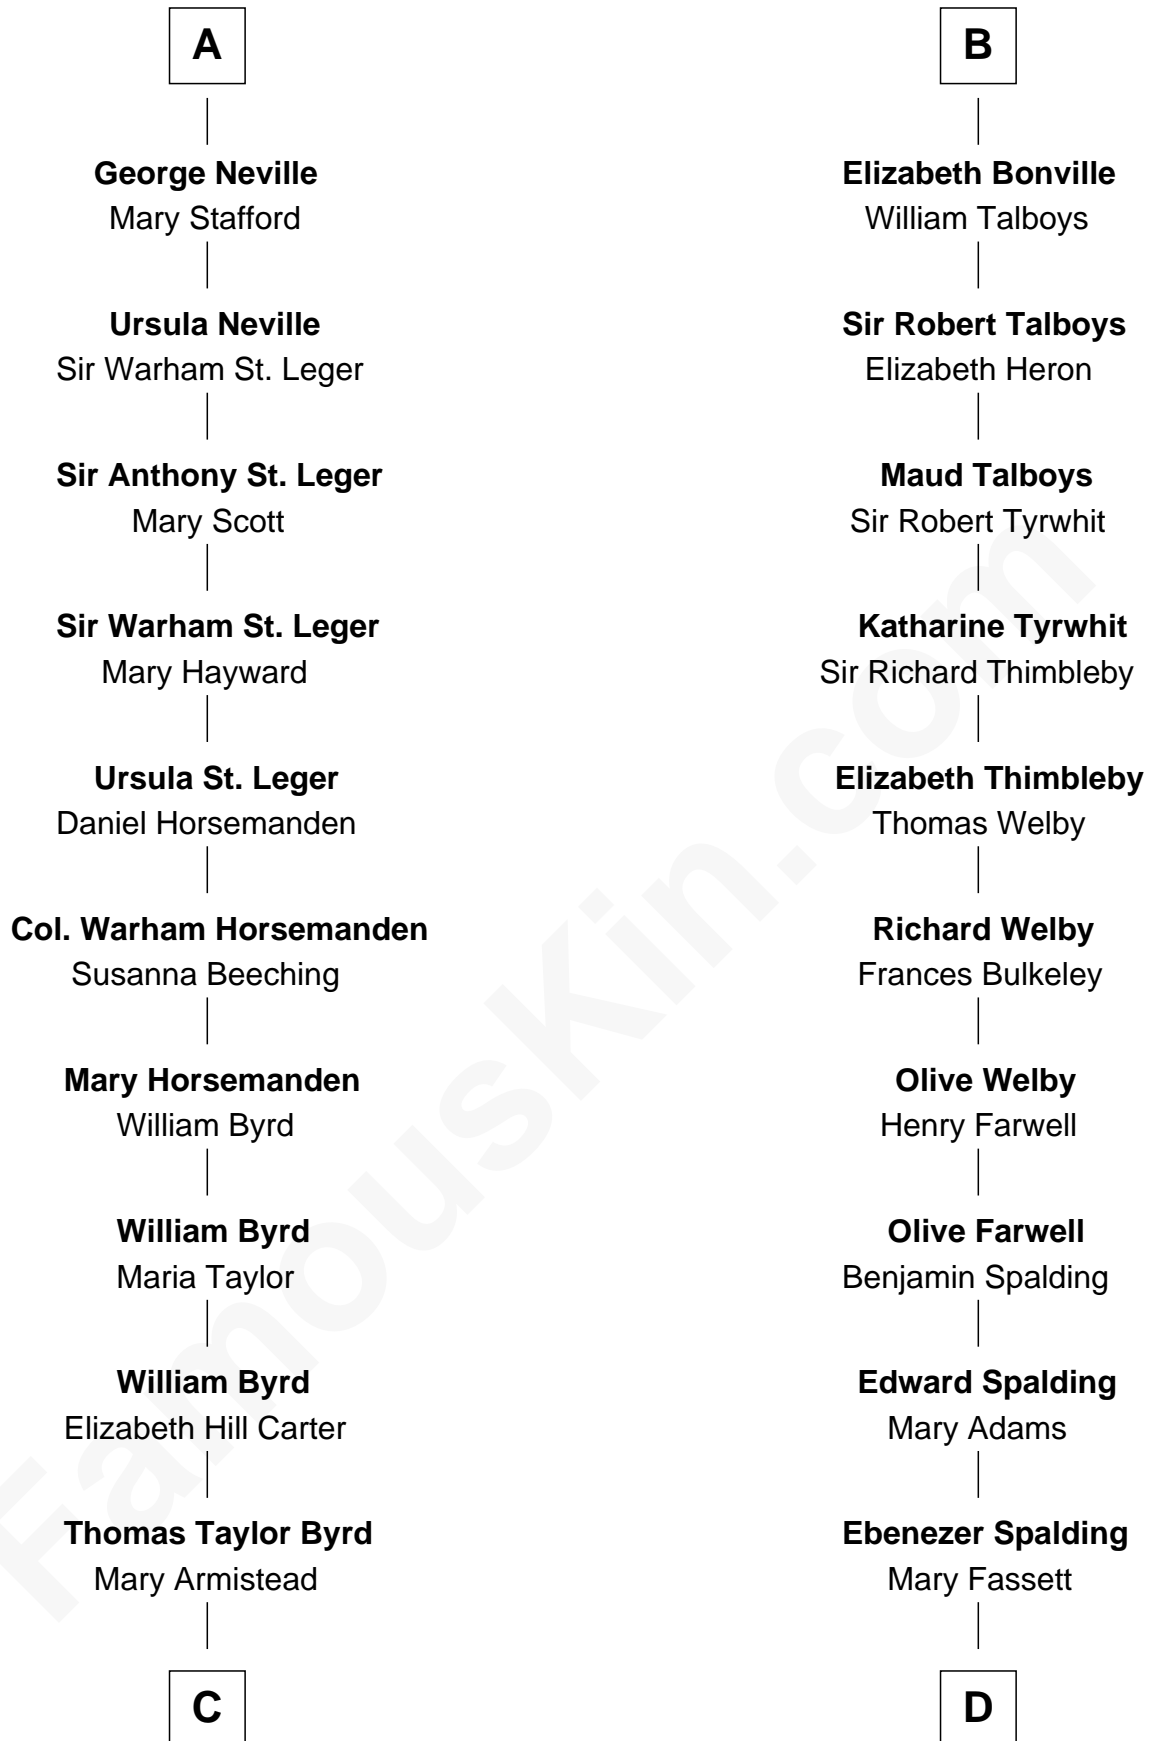 A
George Neville
Mary Stafford
Ursula Neville
Sir Warham St. Leger
Sir Anthony St. Leger
Mary Scott
Sir Warham St. Leger
Mary Hayward
Ursula St. Leger
Daniel Horsemanden
Col. Warham Horsemanden
Susanna Beeching
Mary Horsemanden
William Byrd
William Byrd
Maria Taylor
William Byrd
Elizabeth Hill Carter
Thomas Taylor Byrd
Mary Armistead
C
B
Elizabeth Bonville
William Talboys
Sir Robert Talboys
Elizabeth Heron
Maud Talboys
Sir Robert Tyrwhit
Katharine Tyrwhit
Sir Richard Thimbleby
Elizabeth Thimbleby
Thomas Welby
Richard Welby
Frances Bulkeley
Olive Welby
Henry Farwell
Olive Farwell
Benjamin Spalding
Edward Spalding
Mary Adams
Ebenezer Spalding
Mary Fassett
D
FamousKin.com